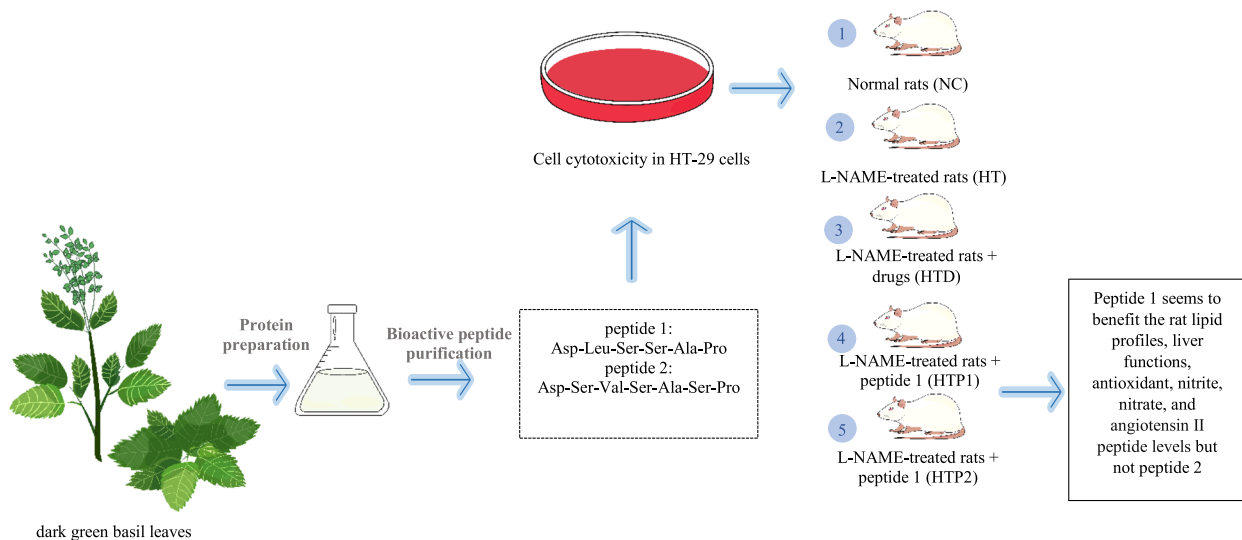 dark green basil leaves
Protein
preparation
Bioactive peptide
purification
peptide 1:
Asp-Leu-Ser-Ser-Ala-Pro
peptide 2:
Asp-Ser-Val-Ser-Ala-Ser-Pro
Cell cytotoxicity in HT-29 cells
1
Normal rats (NC)
2
L-NAME-treated rats (HT)
3
L-NAME-treated rats +
drugs (HTD)
4
L-NAME-treated rats +
peptide 1 (HTP1)
5
L-NAME-treated rats +
peptide 1 (HTP2)
Peptide 1 seems to
benefit the rat lipid
profiles, liver
functions,
antioxidant, nitrite,
nitrate, and
angiotensin II
peptide levels but
not peptide 2